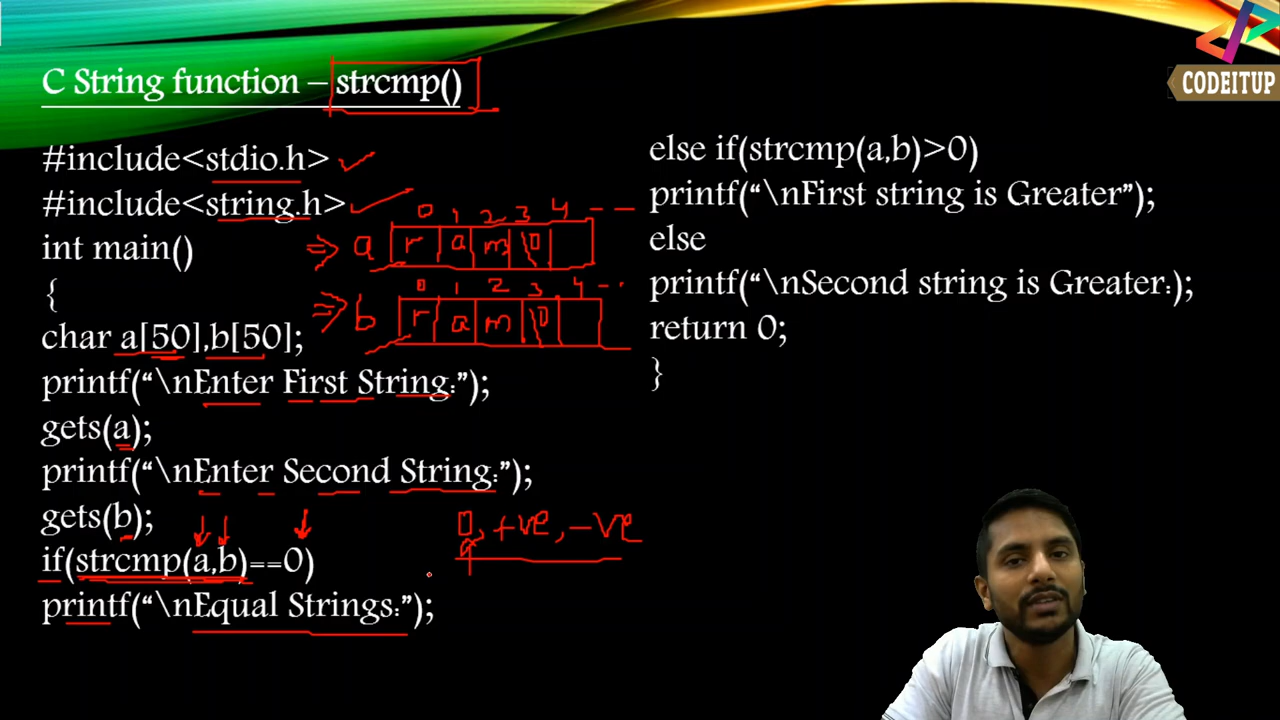 C String function – strcmp()
CODEITUP
#include<stdio.h>
#include<string.h>
int main()
{
char a[50],b[50];
printf(“\nEnter First String:”);
gets(a);
printf(“\nEnter Second String:”);
gets(b);
if(strcmp(a,b)==0)
printf(“\nEqual Strings:”);
0 1 2 3 4 - - -
⇒ a r a m \0
0 1 2 3 4 - -
⇒ b r a m \0
0, +ve, -ve
else if(strcmp(a,b)>0)
printf(“\nFirst string is Greater”);
else
printf(“\nSecond string is Greater:);
return 0;
}